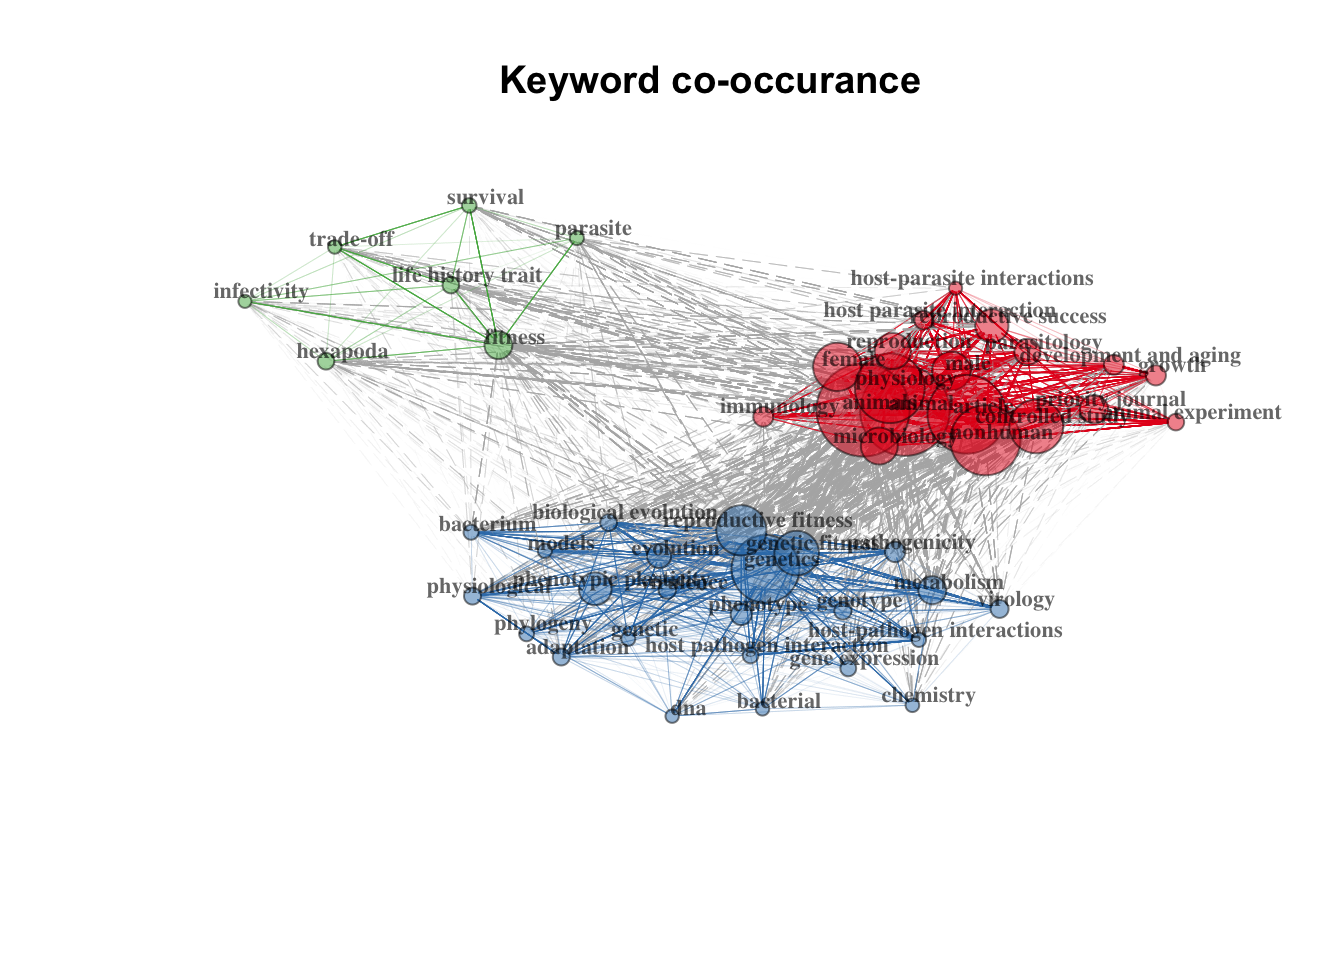 Keyword co-occurance
survival
parasite
trade-off
life history trait
infectivity
fitness
hexapoda
host-parasite interactions
host parasite interaction
reproductive success
reproduction
parasitology
female
male
development and aging
growth
physiology
immunology
animals
animal
article
priority journal
controlled study
animal experiment
microbiology
nonhuman
biological evolution
reproductive fitness
bacterium
models
evolution
genetic fitness
pathogenicity
genetics
physiological
phenotypic plasticity
virulence
metabolism
phenotype
genotype
virology
phylogeny
genetic
host-pathogen interactions
adaptation
host pathogen interaction
gene expression
dna
bacterial
chemistry